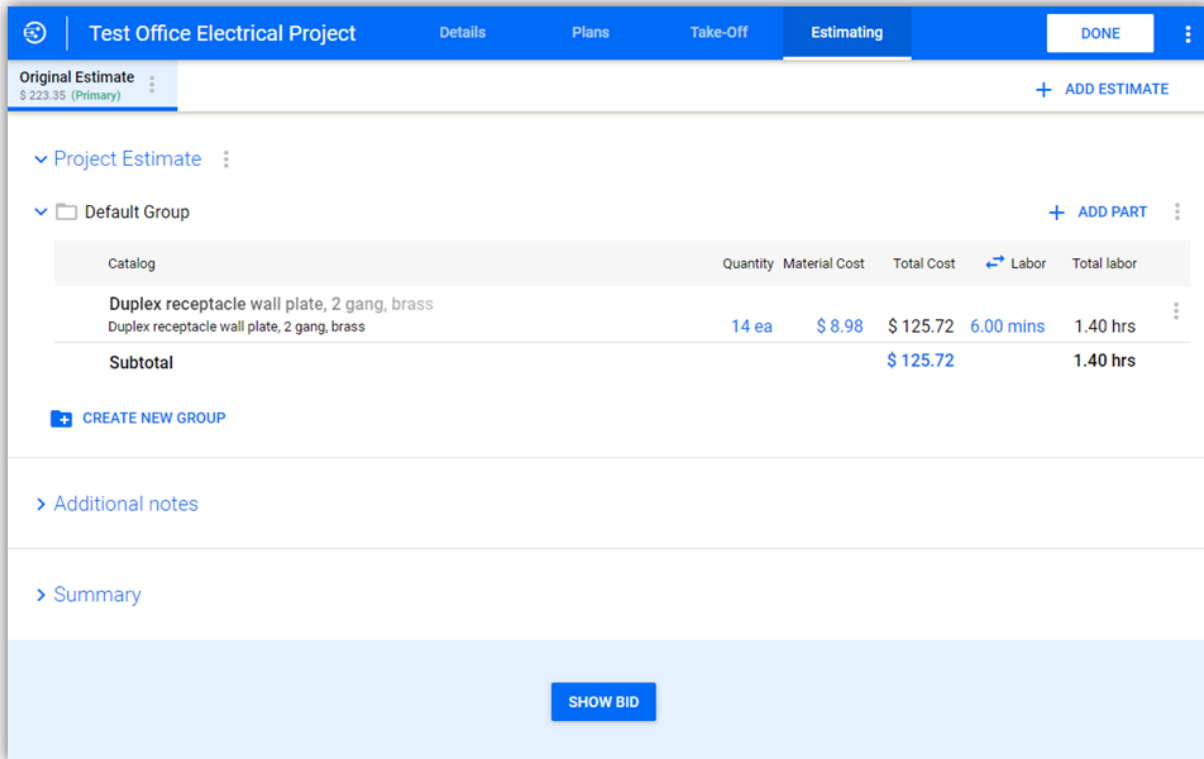 Test Office Electrical Project Details Plans Take-Off Estimating DONE
Original Estimate
$ 223.35 (Primary)
+ ADD ESTIMATE
Project Estimate
Default Group + ADD PART
Catalog Quantity Material Cost Total Cost Labor Total labor
Duplex receptacle wall plate, 2 gang, brass
Duplex receptacle wall plate, 2 gang, brass 14 ea $ 8.98 $ 125.72 6.00 mins 1.40 hrs
Subtotal $ 125.72 1.40 hrs
CREATE NEW GROUP
Additional notes
Summary
SHOW BID